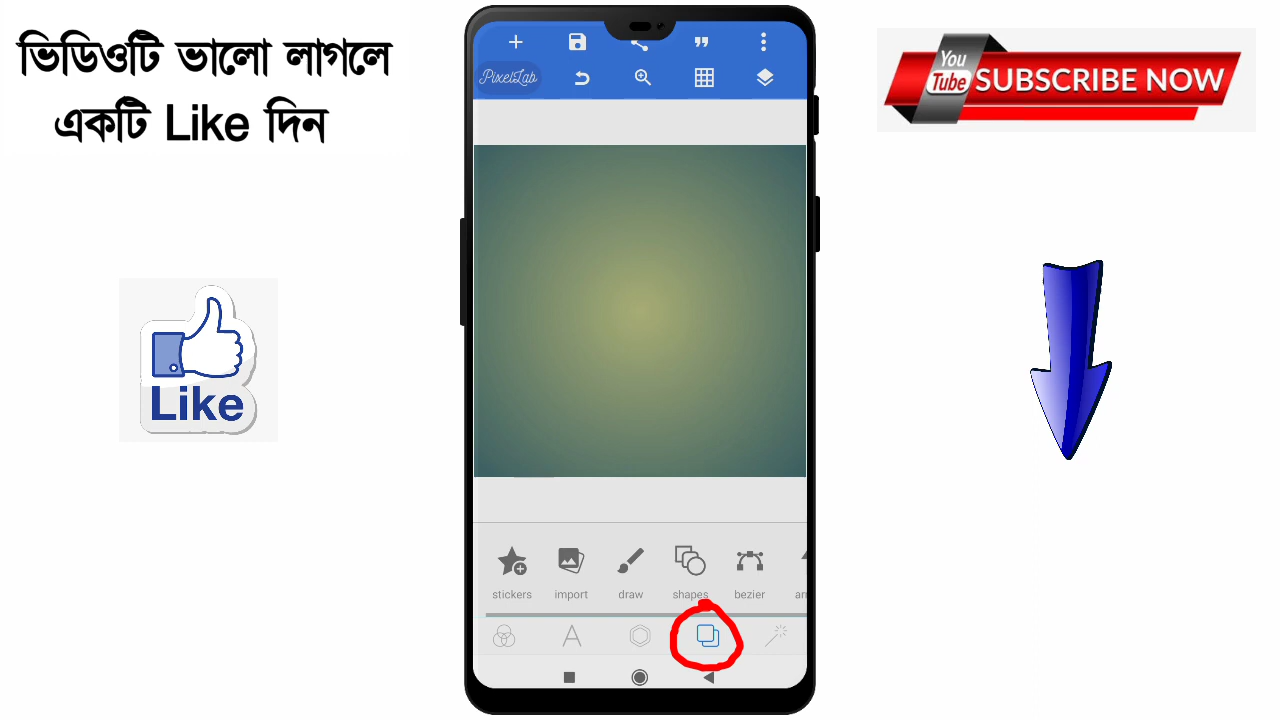 ভিডিওটি ভালো লাগলে
একটি Like দিন
Like
PixelLab
You
Tube
SUBSCRIBE NOW
stickers
import
draw
shapes
bezier